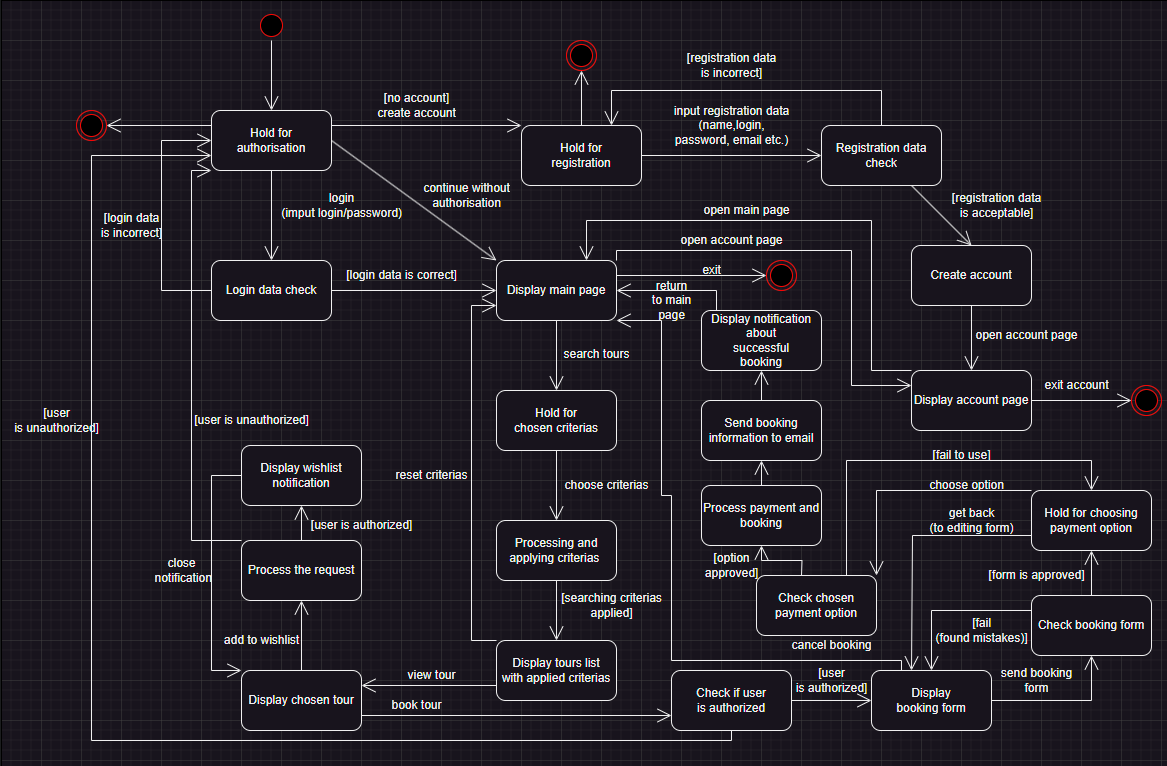 [registration data
is incorrect]
[no account]
create account
input registration data
(name,login,
password, email etc.)
Hold for
authorisation
Hold for
registration
Registration data
check
continue without
authorisation
login
(imput login/password)
[registration data
is acceptable]
[login data
is incorrect]
open main page
open account page
Login data check
[login data is correct]
Display main page
exit
Create account
return
to main
page
Display notification
about
successful
booking
open account page
search tours
exit account
Display account page
Hold for
chosen criterias
[user
is unauthorized]
[user is unauthorized]
Send booking
information to email
[fail to use]
Display wishlist
notification
reset criterias
choose criterias
choose option
Hold for choosing
payment option
get back
(to editing form)
Process payment and
booking
[user is authorized]
Processing and
applying criterias
close
notification
Process the request
[option
approved]
[form is approved]
[searching criterias
applied]
Check chosen
payment option
Check booking form
[fail
(found mistakes)]
add to wishlist
cancel booking
Display tours list
with applied criterias
view tour
[user
is authorized]
send booking
form
Display chosen tour
book tour
Check if user
is authorized
Display
booking form